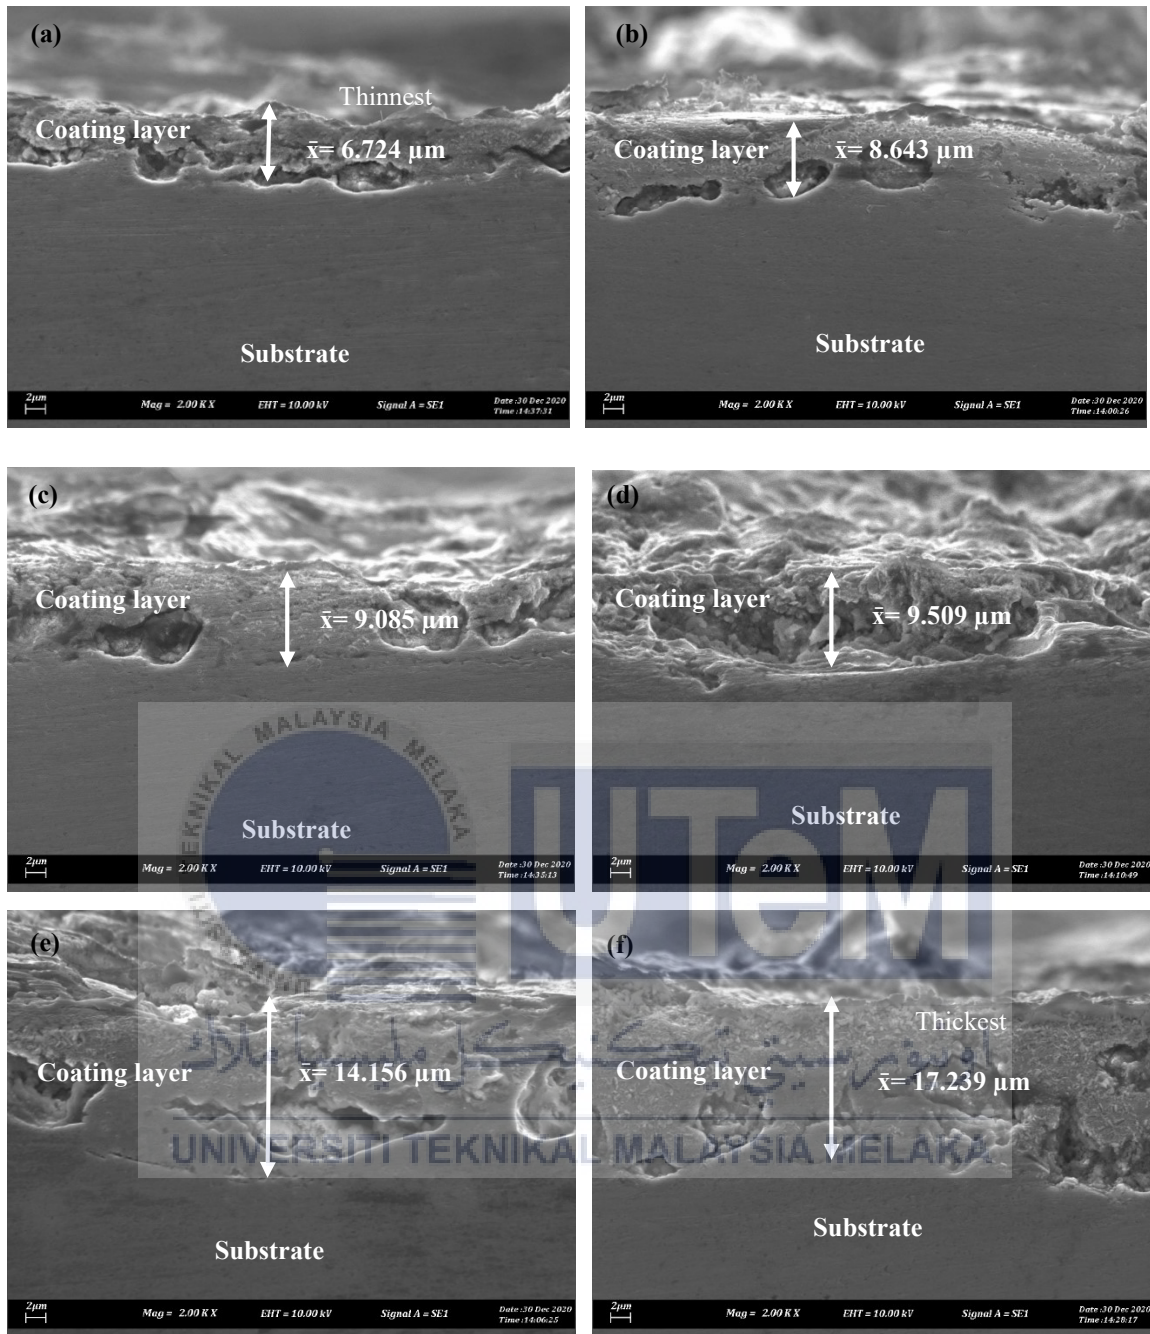 (a)
Thinnest
Coating layer
x̄= 6.724 µm
Substrate
2µm
Mag = 2.00 K X EHT = 10.00 kV Signal A = SE1 Date :30 Dec 2020
Time :14:37:31
(b)
Coating layer x̄= 8.643 µm
Substrate
2µm
Mag = 2.00 K X EHT = 10.00 kV Signal A = SE1 Date :30 Dec 2020
Time :14:00:26
(c)
Coating layer
x̄= 9.085 µm
Substrate
2µm
Mag = 2.00 K X EHT = 10.00 kV Signal A = SE1 Date :30 Dec 2020
Time :14:35:13
(d)
Coating layer
x̄= 9.509 µm
Substrate
2µm
Mag = 2.00 K X EHT = 10.00 kV Signal A = SE1 Date :30 Dec 2020
Time :14:10:49
TEKNIKAL MALAYSIA MELAKA
UTeM
(e)
Coating layer x̄= 14.156 µm
Substrate
2µm
Mag = 2.00 K X EHT = 10.00 kV Signal A = SE1 Date :30 Dec 2020
Time :14:06:25
(f)
Thickest
Coating layer
x̄= 17.239 µm
Substrate
2µm
Mag = 2.00 K X EHT = 10.00 kV Signal A = SE1 Date :30 Dec 2020
Time :14:28:17
اونيۏرسيتي تيكنيكل مليسيا ملاك
UNIVERSITI TEKNIKAL MALAYSIA MELAKA